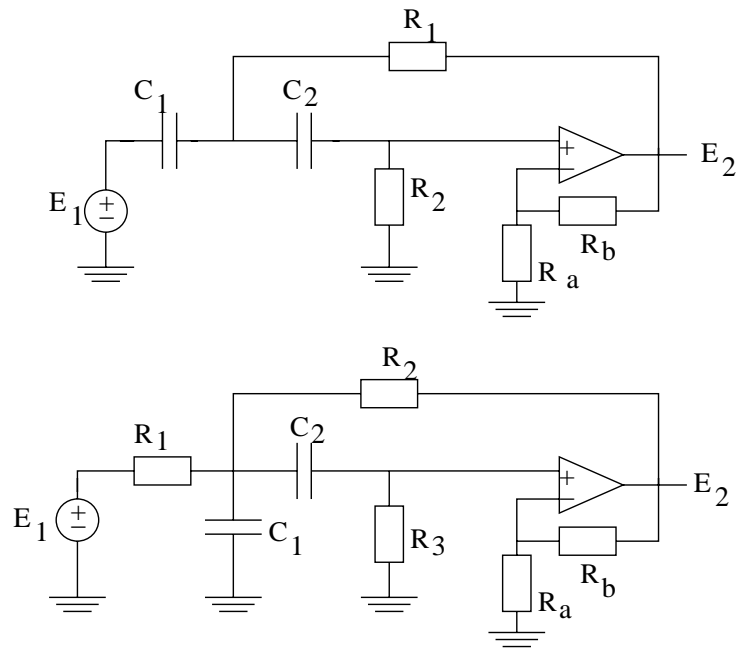 R1
C1
C2
E1
+
−
R2
+
−
E2
Rb
Ra
R2
R1
C2
E1
+
−
C1
R3
+
−
E2
Rb
Ra